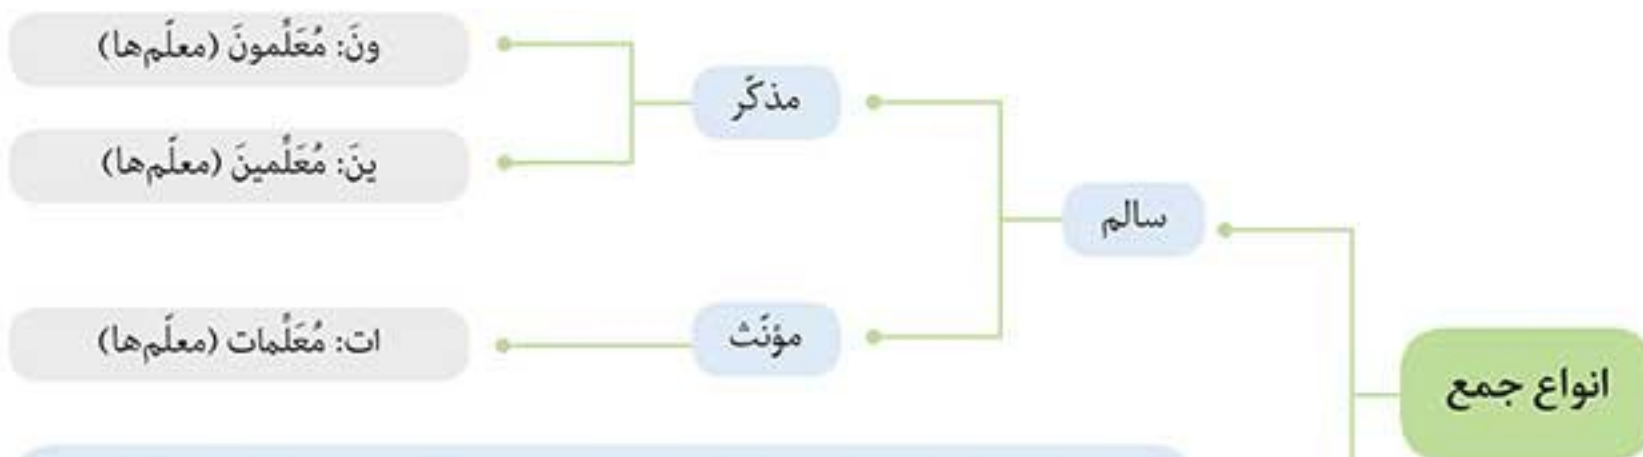 انواع جمع
سالم
مذکّر
ونَ: مُعَلِّمونَ (معلّم‌ها)
ینَ: مُعَلِّمینَ (معلّم‌ها)
مؤنّث
ات: مُعَلِّمات (معلّم‌ها)